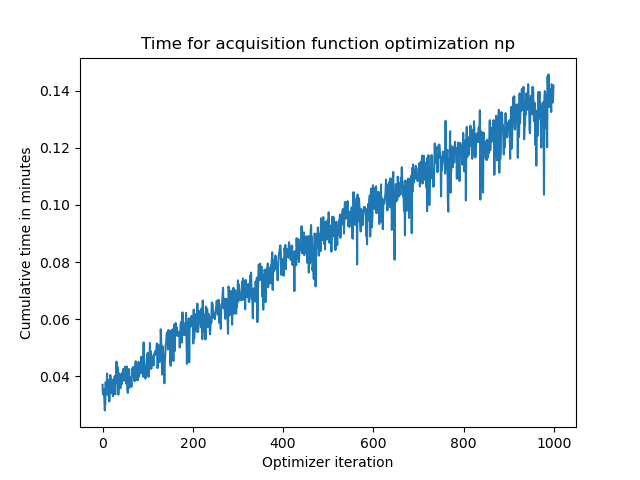 Time for acquisition function optimization np
Cumulative time in minutes
0.14
0.12
0.10
0.08
0.06
0.04
0 200 400 600 800 1000
Optimizer iteration